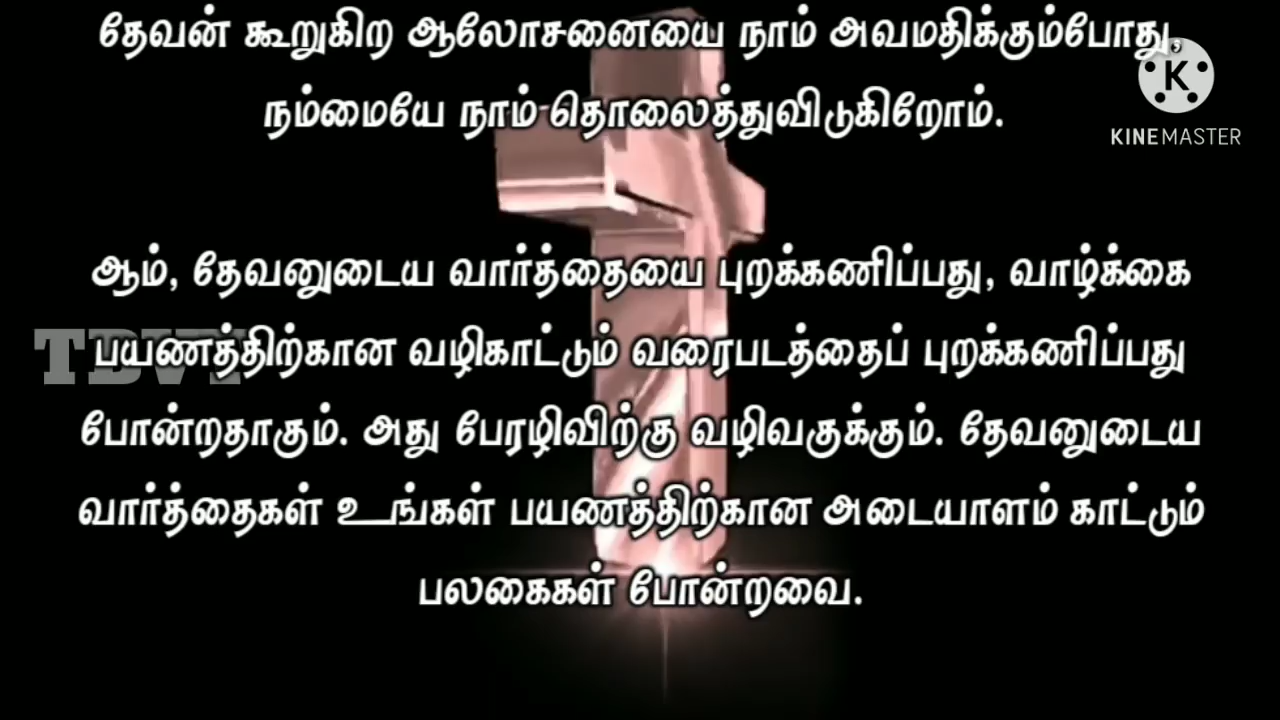 தேவன் கூறுகிற ஆலோசனையை நாம் அவமதிக்கும்போது
நம்மையே நாம் தொலைத்துவிடுகிறோம்.
K
KINEMASTER
ஆம், தேவனுடைய வார்த்தையை புறக்கணிப்பது, வாழ்க்கை
பயணத்திற்கான வழிகாட்டும் வரைபடத்தைப் புறக்கணிப்பது
போன்றதாகும். அது பேரழிவிற்கு வழிவகுக்கும். தேவனுடைய
வார்த்தைகள் உங்கள் பயணத்திற்கான அடையாளம் காட்டும்
பலகைகள் போன்றவை.